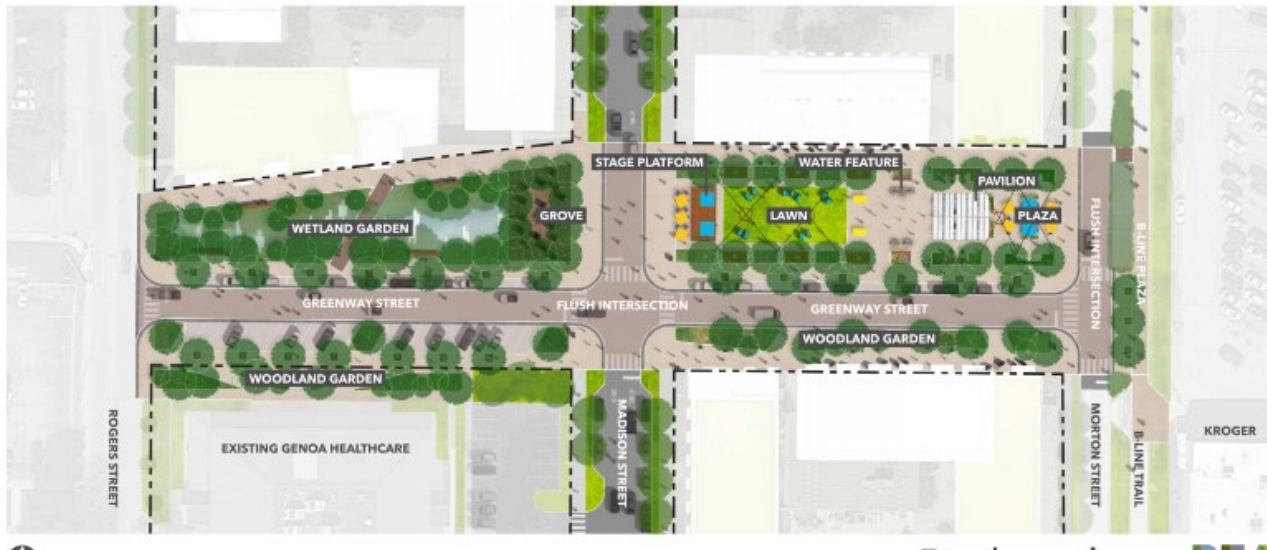 STAGE PLATFORM
WATER FEATURE
PAVILION
GROVE
LAWN
PLAZA
WETLAND GARDEN
FLUSH INTERSECTION
B-LINE PLAZA
GREENWAY STREET
FLUSH INTERSECTION
GREENWAY STREET
WOODLAND GARDEN
WOODLAND GARDEN
ROGERS STREET
EXISTING GENOA HEALTHCARE
MADISON STREET
MORTON STREET
B-LINE TRAIL
KROGER